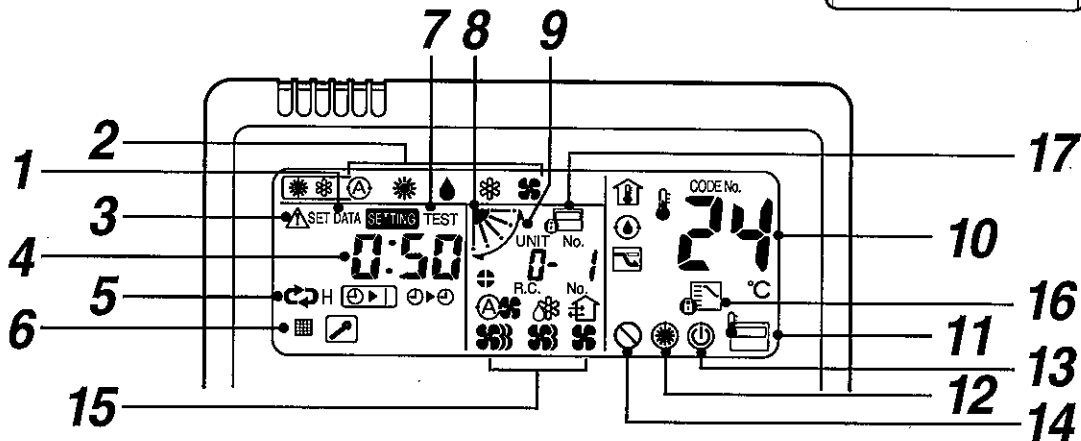 7 8 9
2
1
17
3
4
5
6
15
10
16
11
13
12
14
A
CODE No.
SET DATA SETTING TEST
24
UNIT No.
0:50
0- 1
R.C. No.
°C
H
A